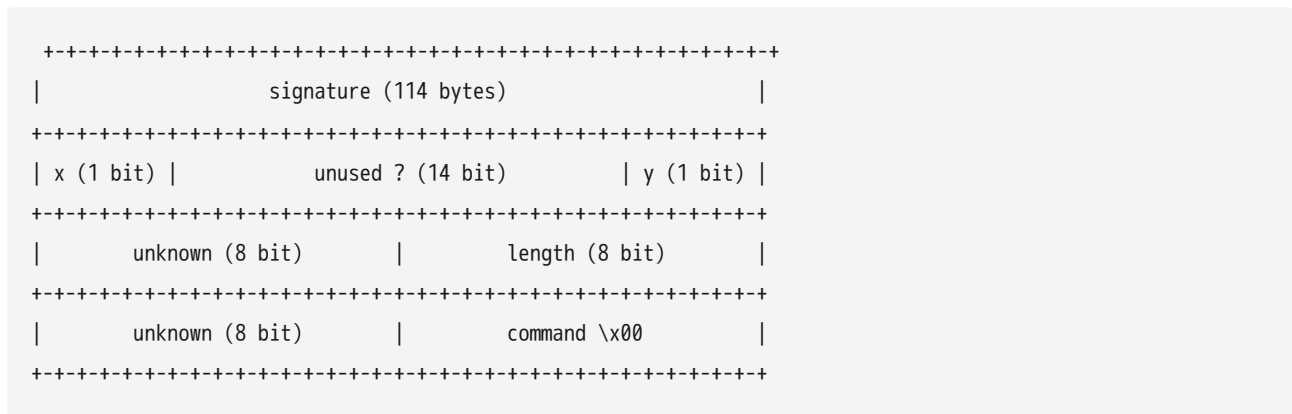 +-+-+-+-+-+-+-+-+-+-+-+-+-+-+-+-+-+-+-+-+-+-+-+-+-+-+-+-+-+-+-+-+
| signature (114 bytes) |
+-+-+-+-+-+-+-+-+-+-+-+-+-+-+-+-+-+-+-+-+-+-+-+-+-+-+-+-+-+-+-+-+
| x (1 bit) | unused ? (14 bit) | y (1 bit) |
+-+-+-+-+-+-+-+-+-+-+-+-+-+-+-+-+-+-+-+-+-+-+-+-+-+-+-+-+-+-+-+-+
| unknown (8 bit) | length (8 bit) |
+-+-+-+-+-+-+-+-+-+-+-+-+-+-+-+-+-+-+-+-+-+-+-+-+-+-+-+-+-+-+-+-+
| unknown (8 bit) | command \x00 |
+-+-+-+-+-+-+-+-+-+-+-+-+-+-+-+-+-+-+-+-+-+-+-+-+-+-+-+-+-+-+-+-+